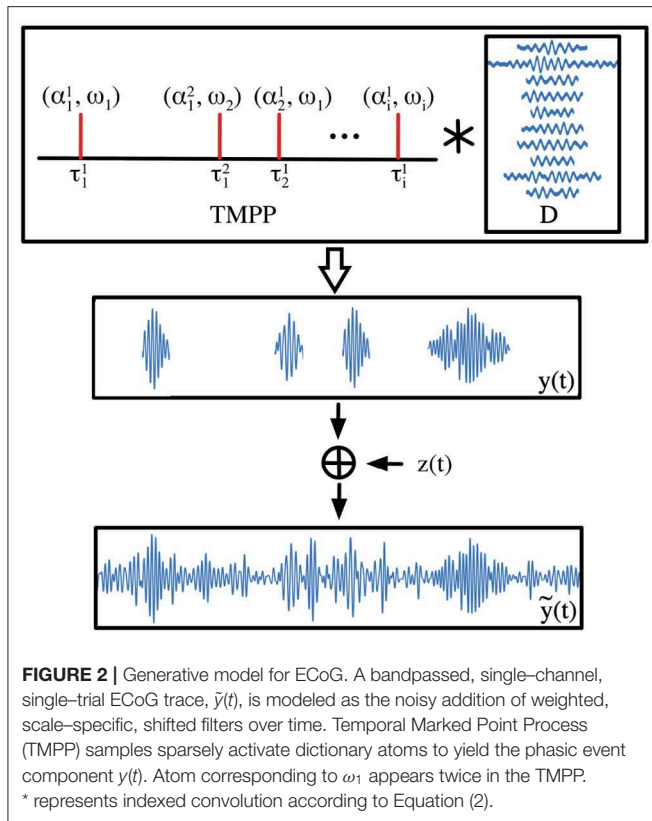 (α₁¹, ω₁) (α₁², ω₂) (α₂¹, ω₁) (αᵢ¹, ωᵢ)
... *
τ₁¹ τ₁² τ₂¹ τᵢ¹
TMPP D
y(t)
z(t)
ỹ(t)
FIGURE 2 | Generative model for ECoG. A bandpassed, single–channel,
single–trial ECoG trace, ỹ(t), is modeled as the noisy addition of weighted,
scale–specific, shifted filters over time. Temporal Marked Point Process
(TMPP) samples sparsely activate dictionary atoms to yield the phasic event
component y(t). Atom corresponding to ω₁ appears twice in the TMPP.
* represents indexed convolution according to Equation (2).